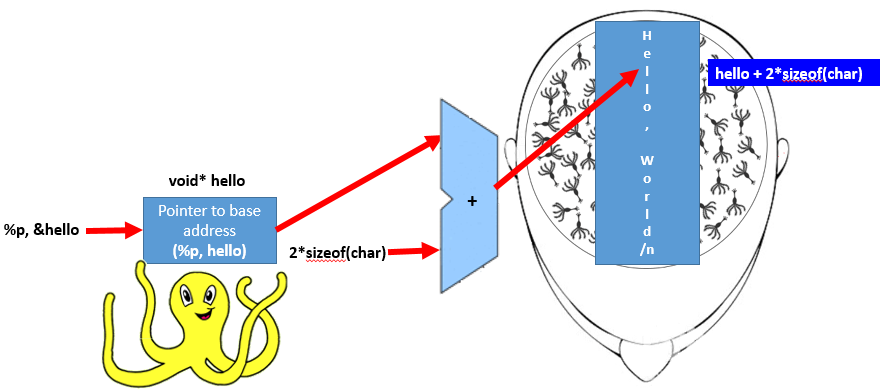 void* hello
%p, &hello
Pointer to base
address
(%p, hello)
2*sizeof(char)
+
H
e
l
l
o
,
W
o
r
l
d
/n
hello + 2*sizeof(char)